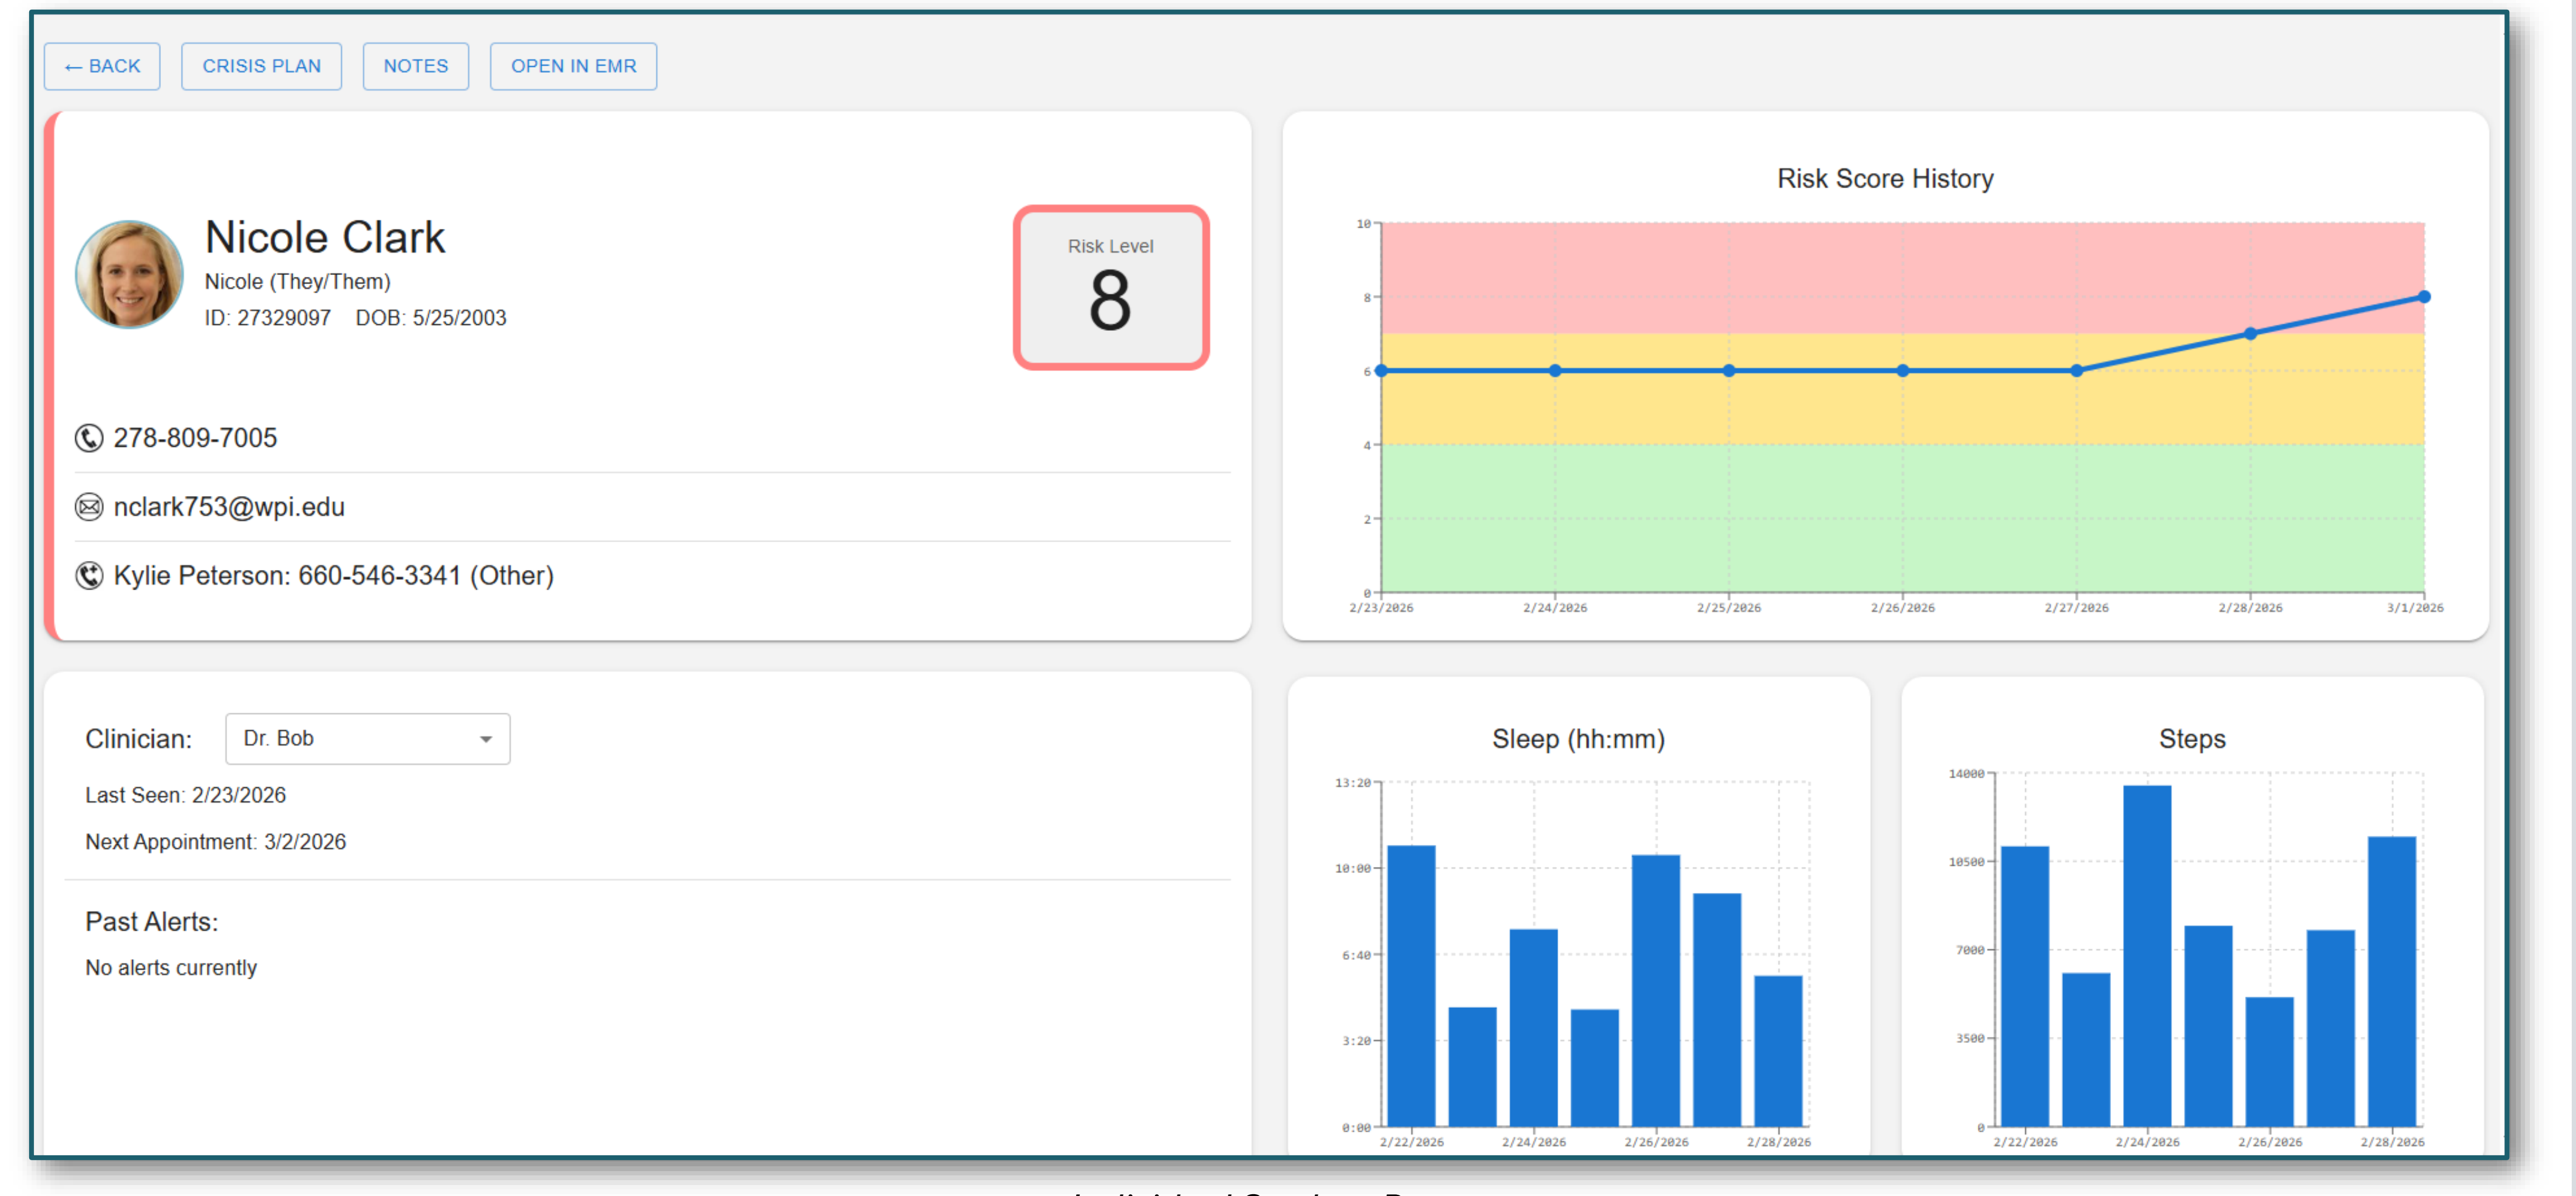 ← BACK
CRISIS PLAN
NOTES
OPEN IN EMR
Nicole Clark
Nicole (They/Them)
ID: 27329097 DOB: 5/25/2003
Risk Level
8
278-809-7005
nclark753@wpi.edu
Kylie Peterson: 660-546-3341 (Other)
Risk Score History
10
8
6
4
2
0
2/23/2026
2/24/2026
2/25/2026
2/26/2026
2/27/2026
2/28/2026
3/1/2026
Clinician: Dr. Bob
Last Seen: 2/23/2026
Next Appointment: 3/2/2026
Past Alerts:
No alerts currently
Sleep (hh:mm)
13:20
10:00
6:40
3:20
0:00
2/22/2026
2/24/2026
2/26/2026
2/28/2026
Steps
14000
10500
7000
3500
0
2/22/2026
2/24/2026
2/26/2026
2/28/2026